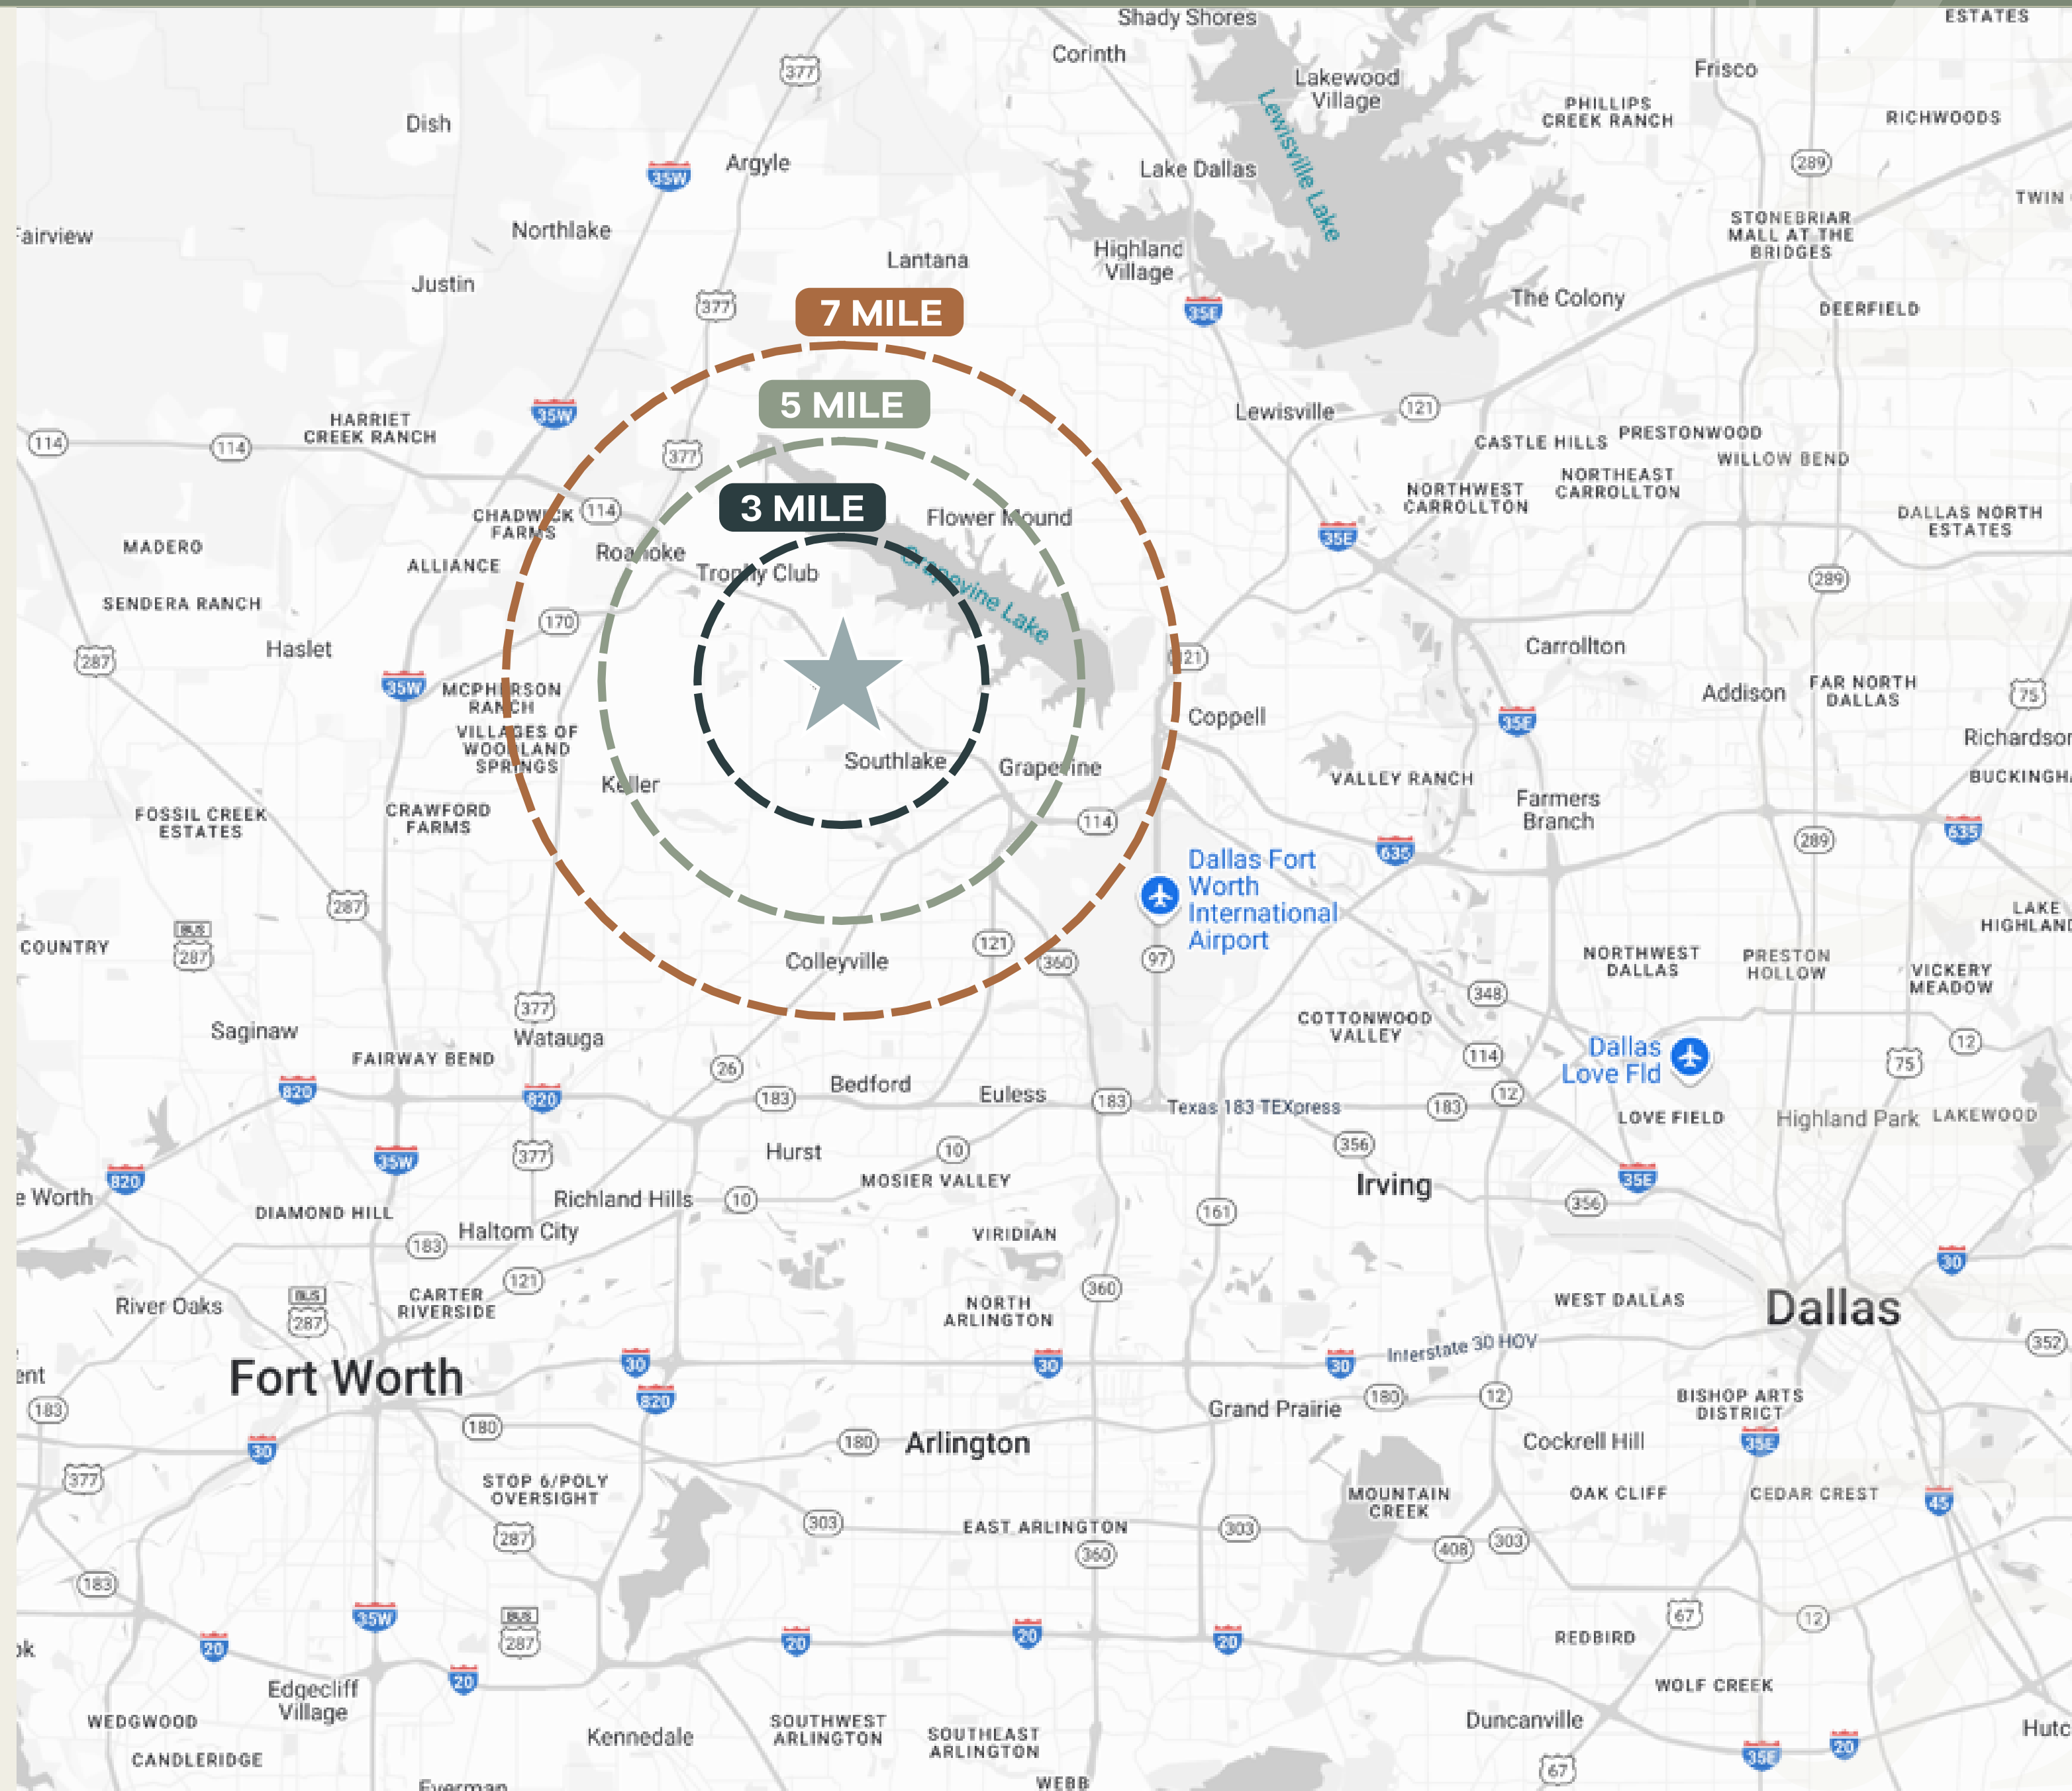 Shady Shores
ESTATES
Corinth
377
Frisco
Lakewood
Village
Lewisville Lake
PHILLIPS
CREEK RANCH
RICHWOODS
Dish
Argyle
35W
Lake Dallas
289
TWIN
STONEBRIAR
MALL AT THE
BRIDGES
Fairview
Northlake
Lantana
Highland
Village
Justin
377
7 MILE
35E
The Colony
DEERFIELD
5 MILE
HARRIET
CREEK RANCH
35W
Lewisville
121
114
114
377
CASTLE HILLS
PRESTONWOOD
WILLOW BEND
NORTHEAST
CARROLLTON
NORTHWEST
CARROLLTON
3 MILE
Flower Mound
CHADWICK
FARMS
114
35E
DALLAS NORTH
ESTATES
MADERO
ALLIANCE
Roanoke
Trophy Club
Grapevine Lake
289
SENDERA RANCH
170
Haslet
287
35W
MCPHERSON
RANCH
VILLAGES OF
WOODLAND
SPRINGS
121
Carrollton
Addison
FAR NORTH
DALLAS
75
Coppell
35E
Richardson
Southlake
Grapevine
Keller
VALLEY RANCH
BUCKINGHA
FOSSIL CREEK
ESTATES
CRAWFORD
FARMS
114
Farmers
Branch
635
289
635
Dallas Fort
Worth
International
Airport
287
BUS
287
COUNTRY
Colleyville
121
360
97
LAKE
HIGHLAND
NORTHWEST
DALLAS
PRESTON
HOLLOW
VICKERY
MEADOW
348
377
Saginaw
Watauga
COTTONWOOD
VALLEY
FAIRWAY BEND
114
Dallas
Love Fld
12
75
820
820
26
Bedford
183
Euless
183
Texas 183 TEXpress
183
12
LOVE FIELD
Highland Park
LAKEWOOD
35W
377
Hurst
10
356
820
MOSIER VALLEY
Irving
35E
e Worth
Richland Hills
10
356
DIAMOND HILL
161
183
Haltom City
VIRIDIAN
30
121
360
River Oaks
BUS
287
CARTER
RIVERSIDE
NORTH
ARLINGTON
WEST DALLAS
Dallas
352
Interstate 30 HOV
Fort Worth
30
30
30
ent
820
183
Grand Prairie
180
12
BISHOP ARTS
DISTRICT
180
180
Arlington
Cockrell Hill
35E
30
377
STOP 6/POLY
OVERSIGHT
MOUNTAIN
CREEK
OAK CLIFF
CEDAR CREST
45
287
303
EAST ARLINGTON
303
360
408
303
183
35W
BUS
287
67
12
20
20
20
20
REDBIRD
ok
20
Edgecliff
Village
WOLF CREEK
WEDGWOOD
Kennedale
SOUTHWEST
ARLINGTON
SOUTHEAST
ARLINGTON
Duncanville
Hutc
CANDLERIDGE
35E
20
67
Everman
WEBB